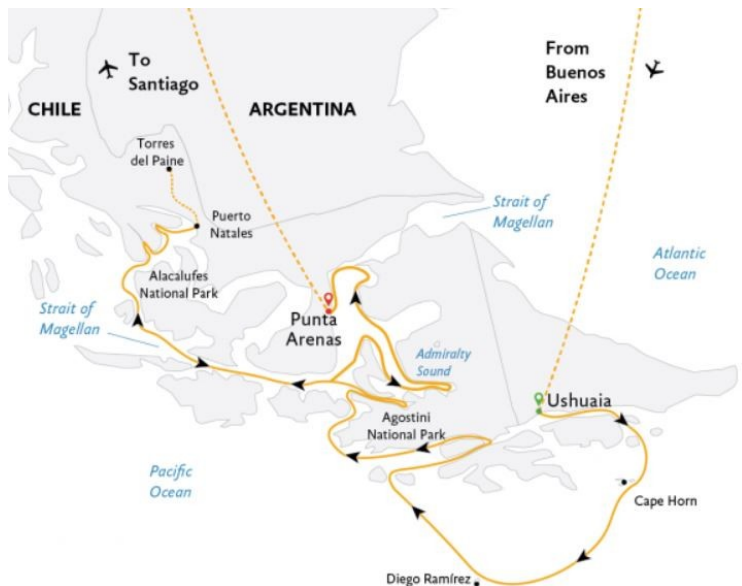 To
Santiago
From
Buenos
Aires
CHILE
ARGENTINA
Torres
del Paine
Strait of
Magellan
Puerto
Natales
Atlantic
Ocean
Alacalufes
National Park
Strait of
Magellan
Punta
Arenas
Admiralty
Sound
Ushuaia
Agostini
National Park
Pacific
Ocean
Cape Horn
Diego Ramírez